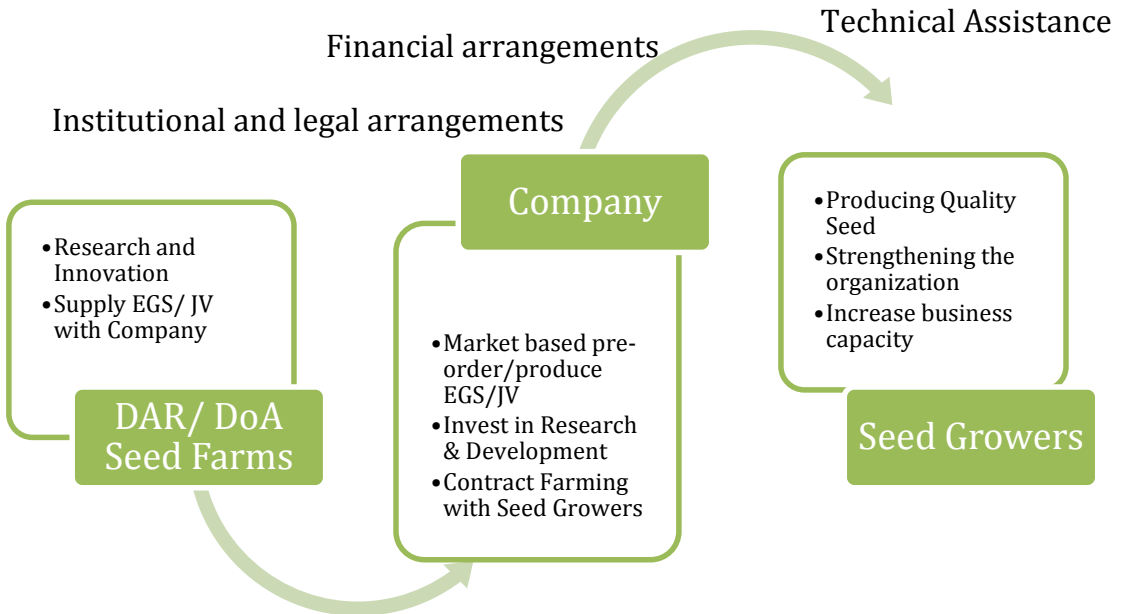 Technical Assistance
Financial arrangements
Institutional and legal arrangements
•Research and
Innovation
•Supply EGS/ JV
with Company
DAR/ DoA
Seed Farms
Company
•Market based pre-
order/produce
EGS/JV
•Invest in Research
& Development
•Contract Farming
with Seed Growers
•Producing Quality
Seed
•Strengthening the
organization
•Increase business
capacity
Seed Growers